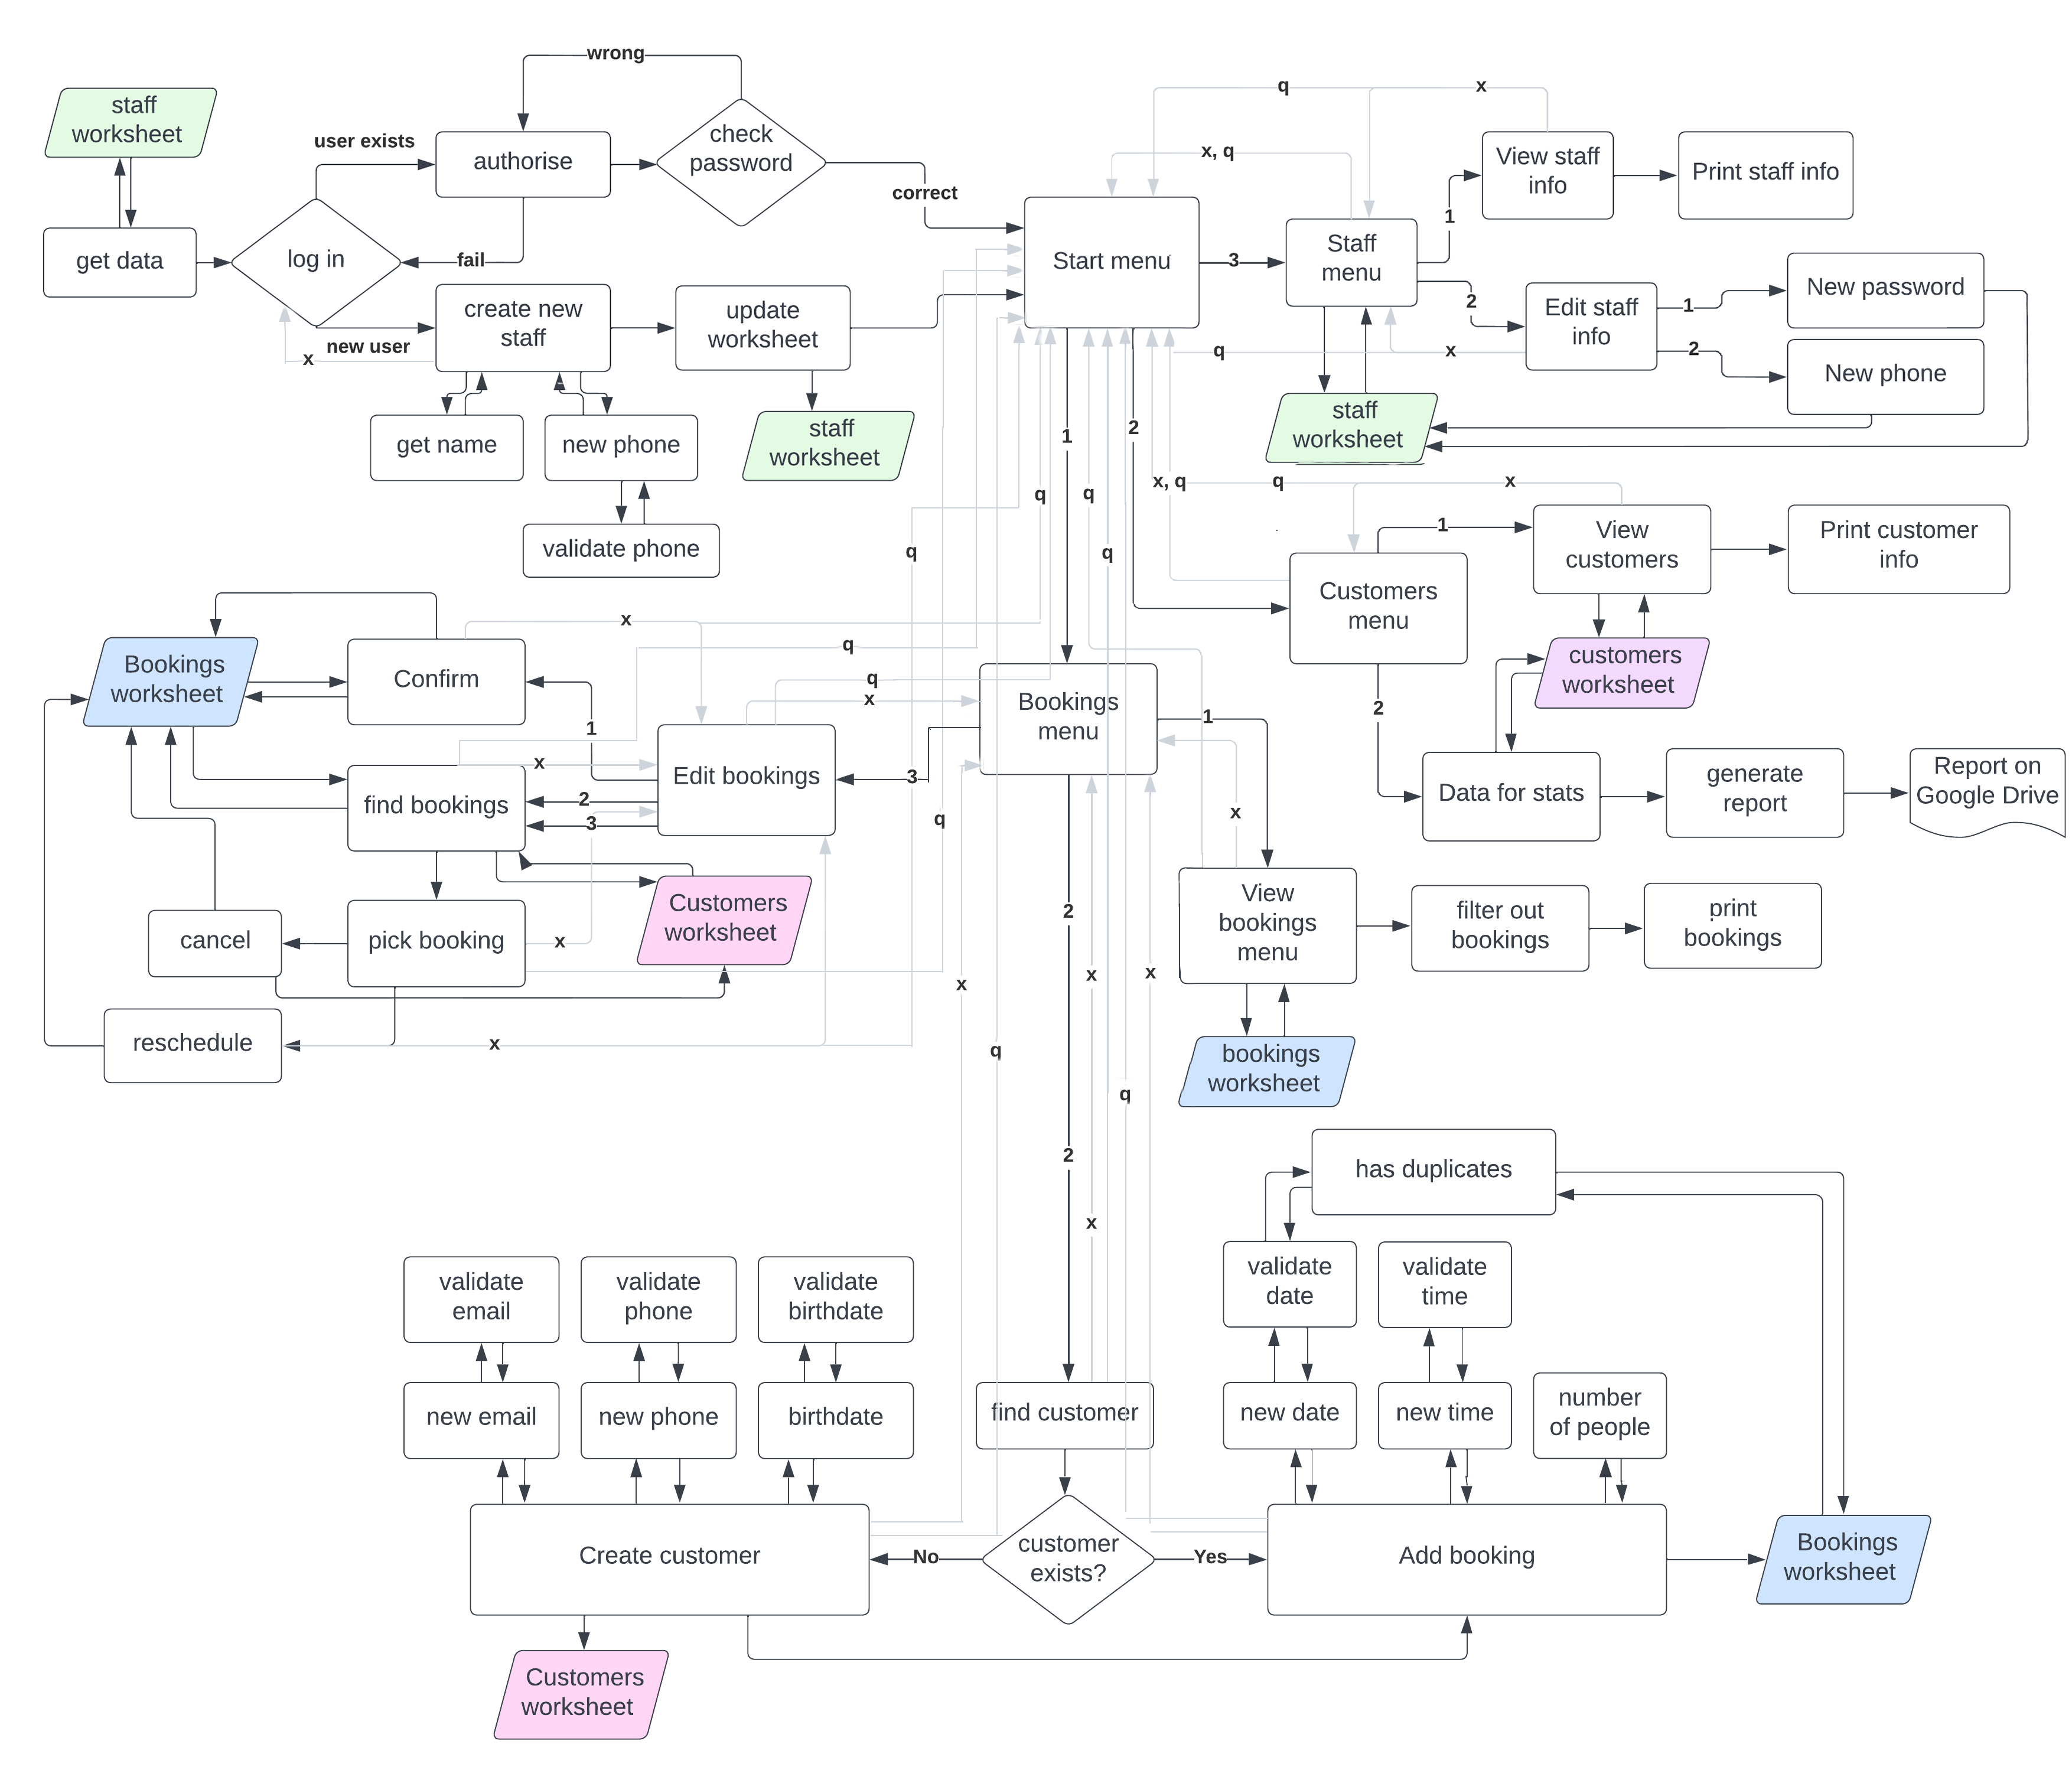 wrong
staff
worksheet
user exists
authorise
check
password
correct
get data
log in
fail
create new
staff
new user
x
update
worksheet
get name
new phone
staff
worksheet
validate phone
q
x
x, q
Start menu
3
Staff
menu
1
View staff
info
Print staff info
2
Edit staff
info
1
New password
2
New phone
q
x
staff
worksheet
1
2
q
q
q
q
x, q
q
x
Customers
menu
1
View
customers
Print customer
info
customers
worksheet
2
Data for stats
generate
report
Report on
Google Drive
Bookings
worksheet
Confirm
x
q
q
x
1
x
find bookings
2
3
Edit bookings
3
Bookings
menu
1
q
x
cancel
pick booking
x
Customers
worksheet
reschedule
x
x
q
2
x
x
View
bookings
menu
filter out
bookings
print
bookings
bookings
worksheet
q
2
x
has duplicates
validate
email
validate
phone
validate
birthdate
validate
date
validate
time
new email
new phone
birthdate
find customer
new date
new time
number
of people
Create customer
No
customer
exists?
Yes
Add booking
Bookings
worksheet
Customers
worksheet